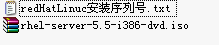 redHatLinuc安装序列号.txt
rhel-server-5.5-i386-dvd.iso